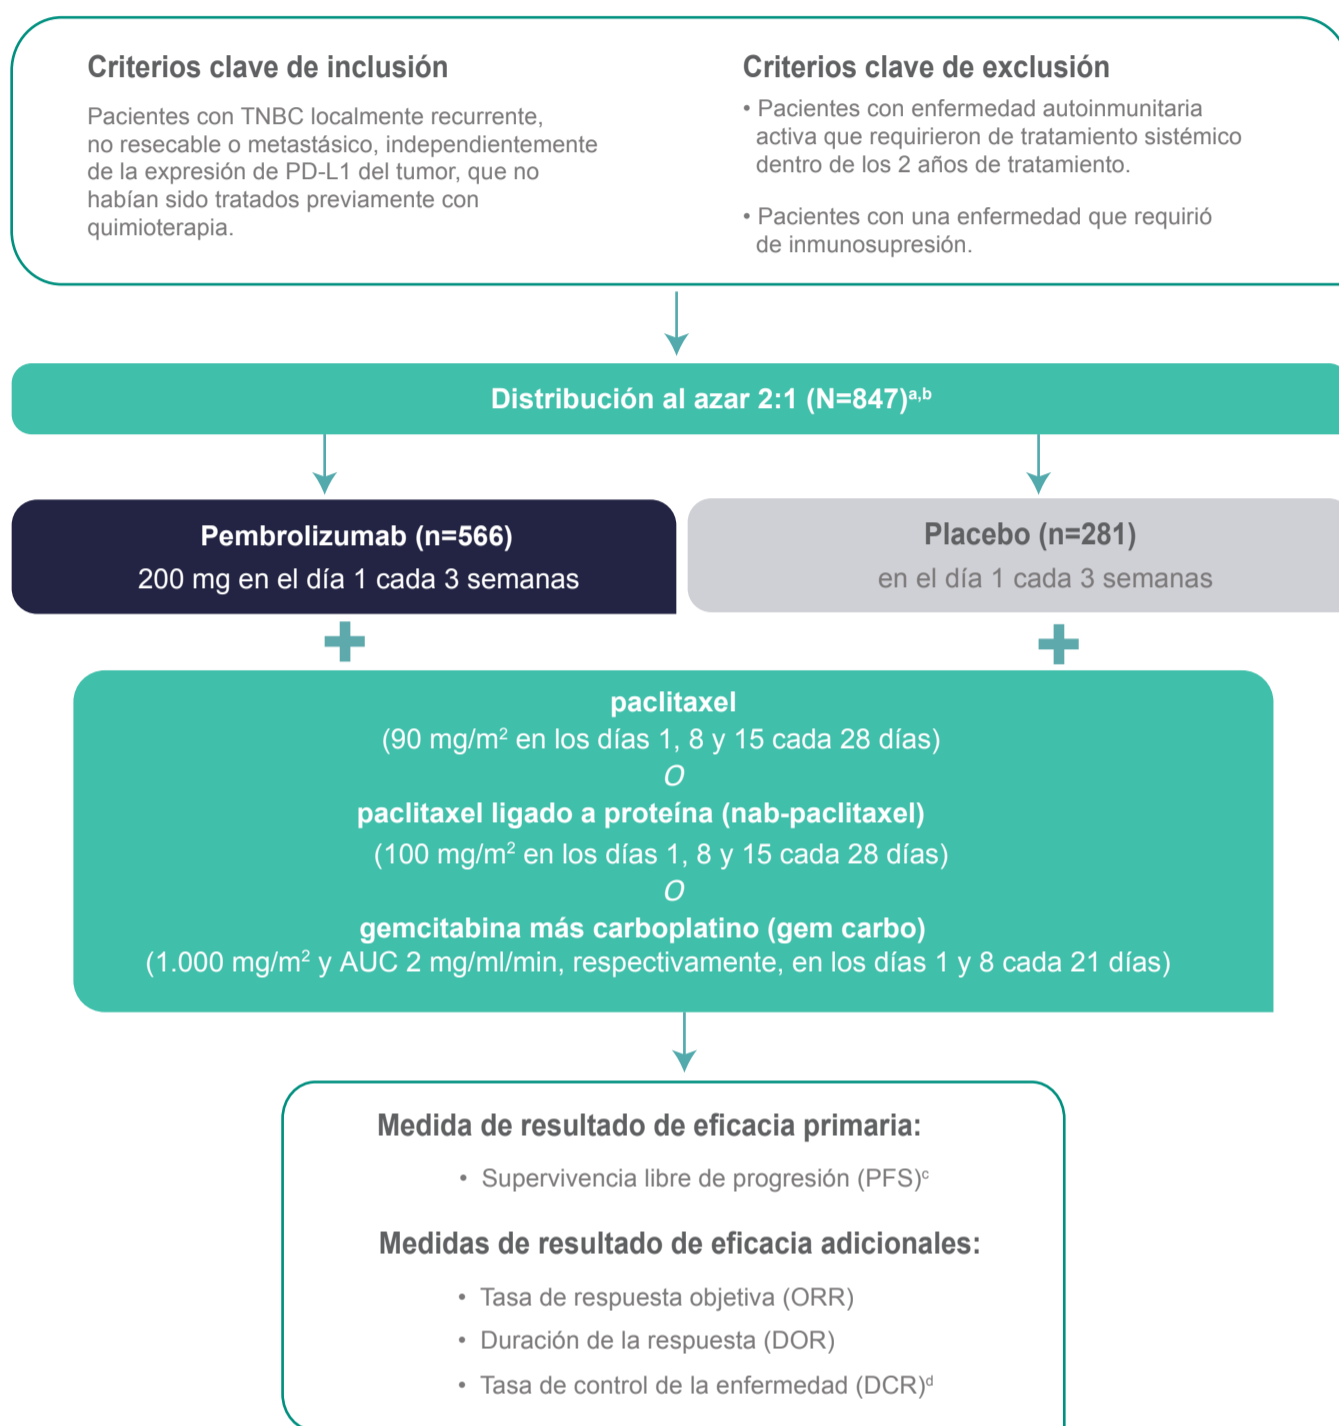 Criterios clave de inclusión
Pacientes con TNBC localmente recurrente,
no resecable o metastásico, independientemente
de la expresión de PD-L1 del tumor, que no
habían sido tratados previamente con
quimioterapia.
Criterios clave de exclusión
• Pacientes con enfermedad autoinmunitaria
activa que requirieron de tratamiento sistémico
dentro de los 2 años de tratamiento.
• Pacientes con una enfermedad que requirió
de inmunosupresión.
Distribución al azar 2:1 (N=847)a,b
Pembrolizumab (n=566)
200 mg en el día 1 cada 3 semanas
Placebo (n=281)
en el día 1 cada 3 semanas
+
+
paclitaxel
(90 mg/m² en los días 1, 8 y 15 cada 28 días)
O
paclitaxel ligado a proteína (nab-paclitaxel)
(100 mg/m² en los días 1, 8 y 15 cada 28 días)
O
gemcitabina más carboplatino (gem carbo)
(1.000 mg/m² y AUC 2 mg/ml/min, respectivamente, en los días 1 y 8 cada 21 días)
Medida de resultado de eficacia primaria:
• Supervivencia libre de progresión (PFS)c
Medidas de resultado de eficacia adicionales:
• Tasa de respuesta objetiva (ORR)
• Duración de la respuesta (DOR)
• Tasa de control de la enfermedad (DCR)d